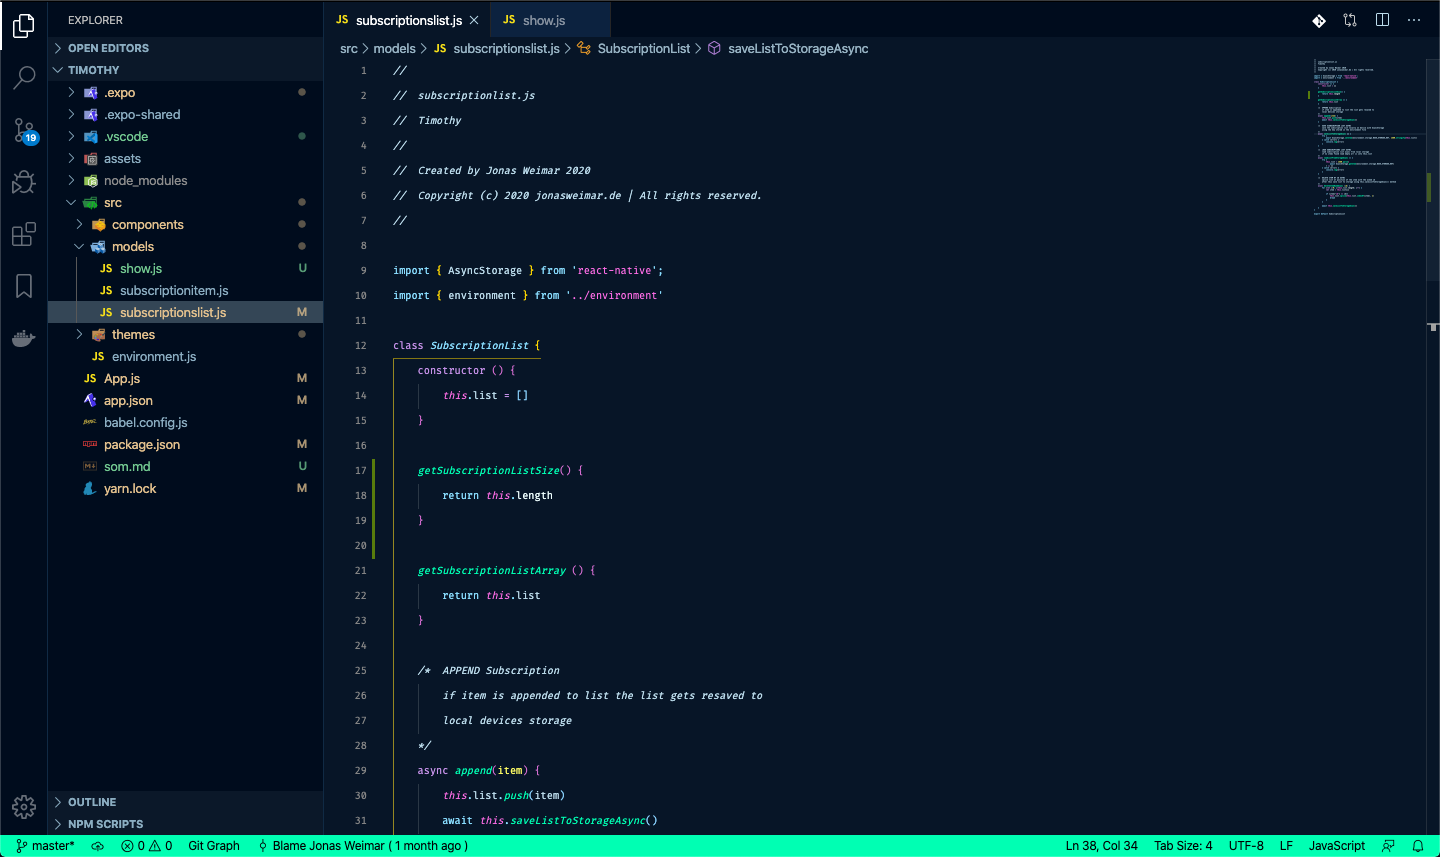 EXPLORER
OPEN EDITORS
TIMOTHY
.expo
.expo-shared
.vscode
assets
node_modules
src
components
models
JS show.js U
JS subscriptionitem.js
JS subscriptionslist.js M
themes
JS environment.js
JS App.js M
app.json M
babel.config.js
package.json M
som.md U
yarn.lock M
OUTLINE
NPM SCRIPTS
19
JS subscriptionslist.js JS show.js
src models JS subscriptionslist.js SubscriptionList saveListToStorageAsync
1 //
2 // subscriptionlist.js
3 // Timothy
4 //
5 // Created by Jonas Weimar 2020
6 // Copyright (c) 2020 jonasweimar.de | All rights reserved.
7 //
8
9 import { AsyncStorage } from 'react-native';
10 import { environment } from '../environment'
11
12 class SubscriptionList {
13 constructor () {
14 this.list = []
15 }
16
17 getSubscriptionListSize() {
18 return this.length
19 }
20
21 getSubscriptionListArray () {
22 return this.list
23 }
24
25 /* APPEND Subscription
26 if item is appended to list the list gets resaved to
27 local devices storage
28 */
29 async append(item) {
30 this.list.push(item)
31 await this.saveListToStorageAsync()
master* 0 0 Git Graph Blame Jonas Weimar ( 1 month ago ) Ln 38, Col 34 Tab Size: 4 UTF-8 LF JavaScript